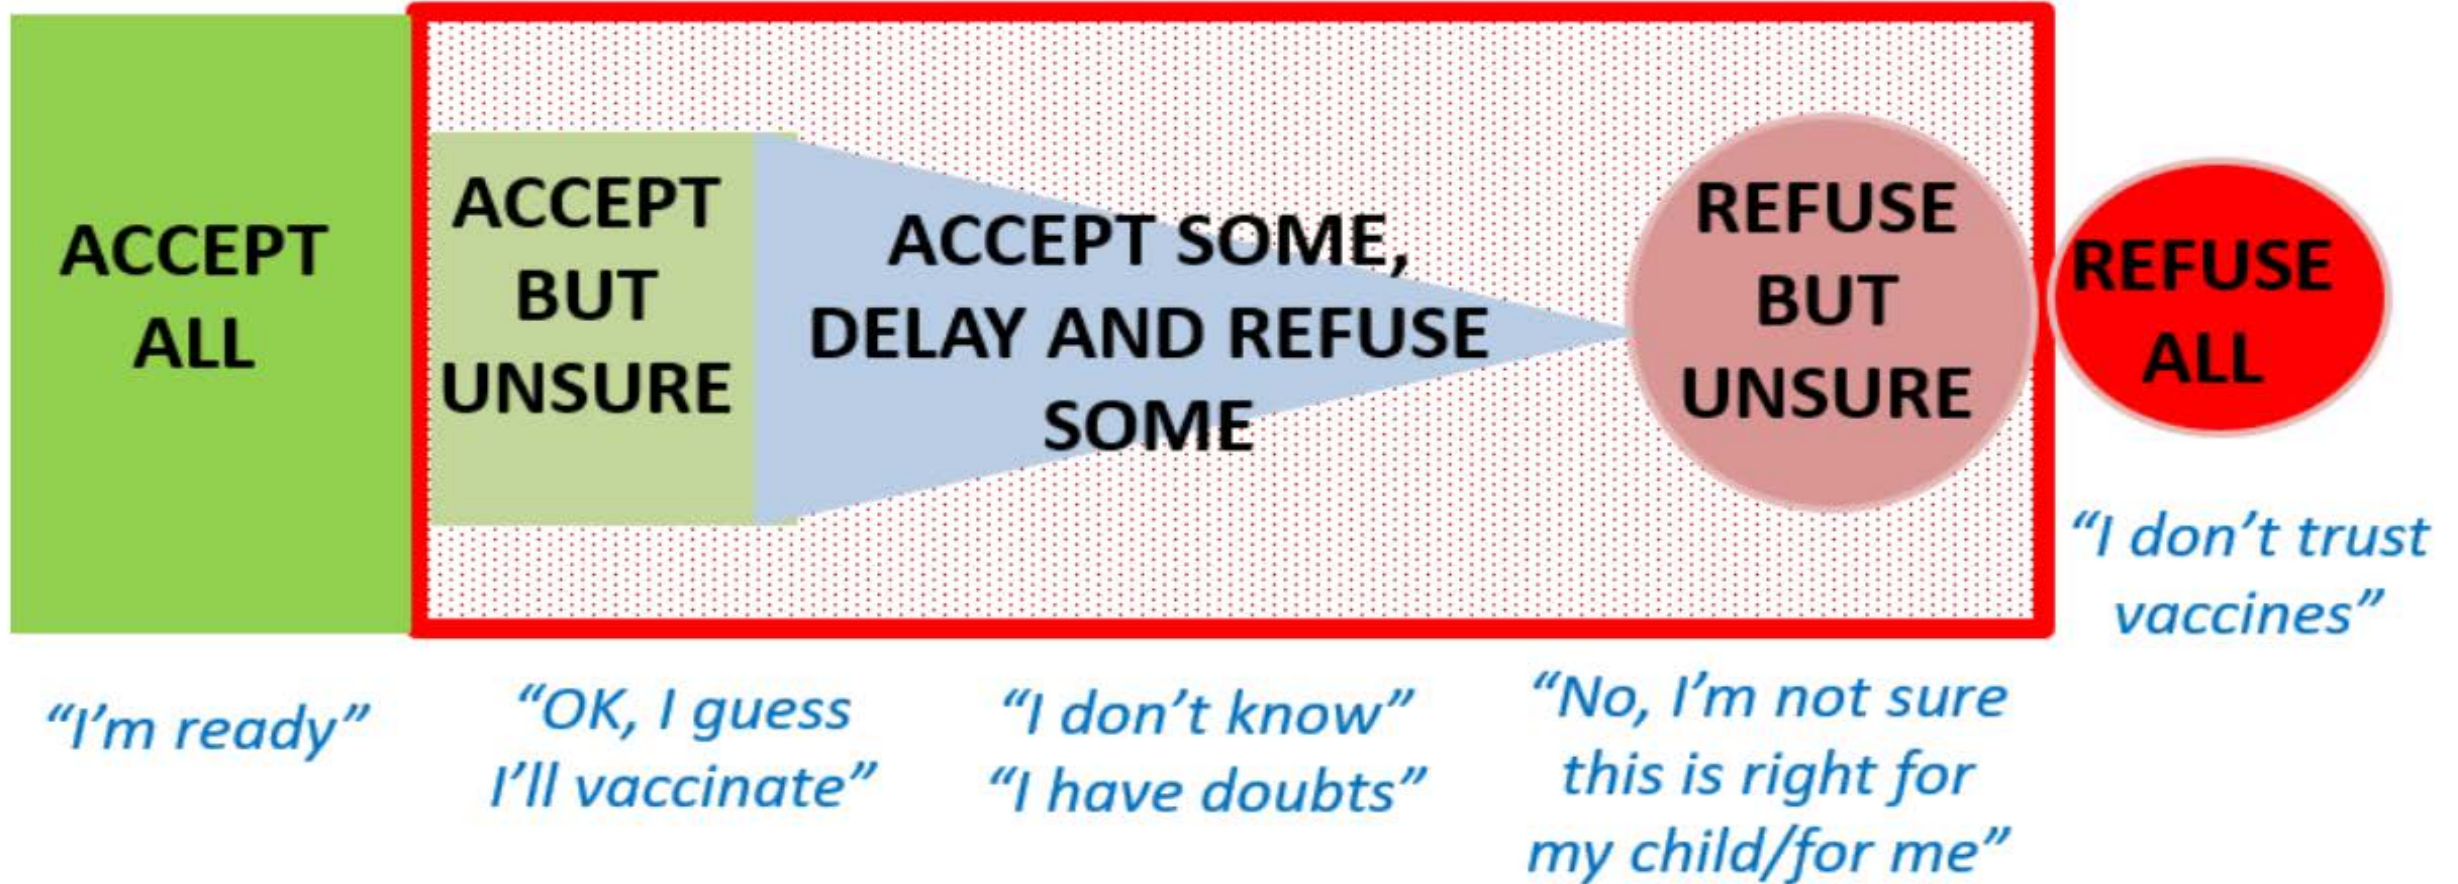 ACCEPT
ALL
ACCEPT
BUT
UNSURE
ACCEPT SOME,
DELAY AND REFUSE
SOME
REFUSE
BUT
UNSURE
REFUSE
ALL
“I’m ready”
“OK, I guess
I’ll vaccinate”
“I don’t know”
“I have doubts”
“No, I’m not sure
this is right for
my child/for me”
“I don’t trust
vaccines”